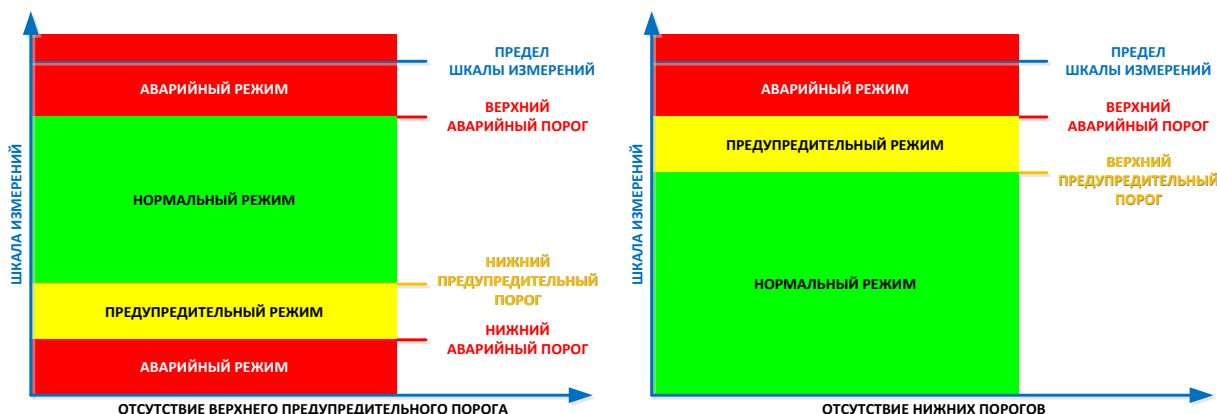 ПРЕДЕЛ
ШКАЛЫ ИЗМЕРЕНИЙ
АВАРИЙНЫЙ РЕЖИМ
ВЕРХНИЙ
АВАРИЙНЫЙ ПОРОГ
ШКАЛА ИЗМЕРЕНИЙ
НОРМАЛЬНЫЙ РЕЖИМ
НИЖНИЙ
ПРЕДУПРЕДИТЕЛЬНЫЙ
ПОРОГ
ПРЕДУПРЕДИТЕЛЬНЫЙ РЕЖИМ
НИЖНИЙ
АВАРИЙНЫЙ ПОРОГ
АВАРИЙНЫЙ РЕЖИМ
ОТСУТСТВИЕ ВЕРХНЕГО ПРЕДУПРЕДИТЕЛЬНОГО ПОРОГА
ПРЕДЕЛ
ШКАЛЫ ИЗМЕРЕНИЙ
АВАРИЙНЫЙ РЕЖИМ
ВЕРХНИЙ
АВАРИЙНЫЙ ПОРОГ
ПРЕДУПРЕДИТЕЛЬНЫЙ РЕЖИМ
ВЕРХНИЙ
ПРЕДУПРЕДИТЕЛЬНЫЙ
ПОРОГ
ШКАЛА ИЗМЕРЕНИЙ
НОРМАЛЬНЫЙ РЕЖИМ
ОТСУТСТВИЕ НИЖНИХ ПОРОГОВ